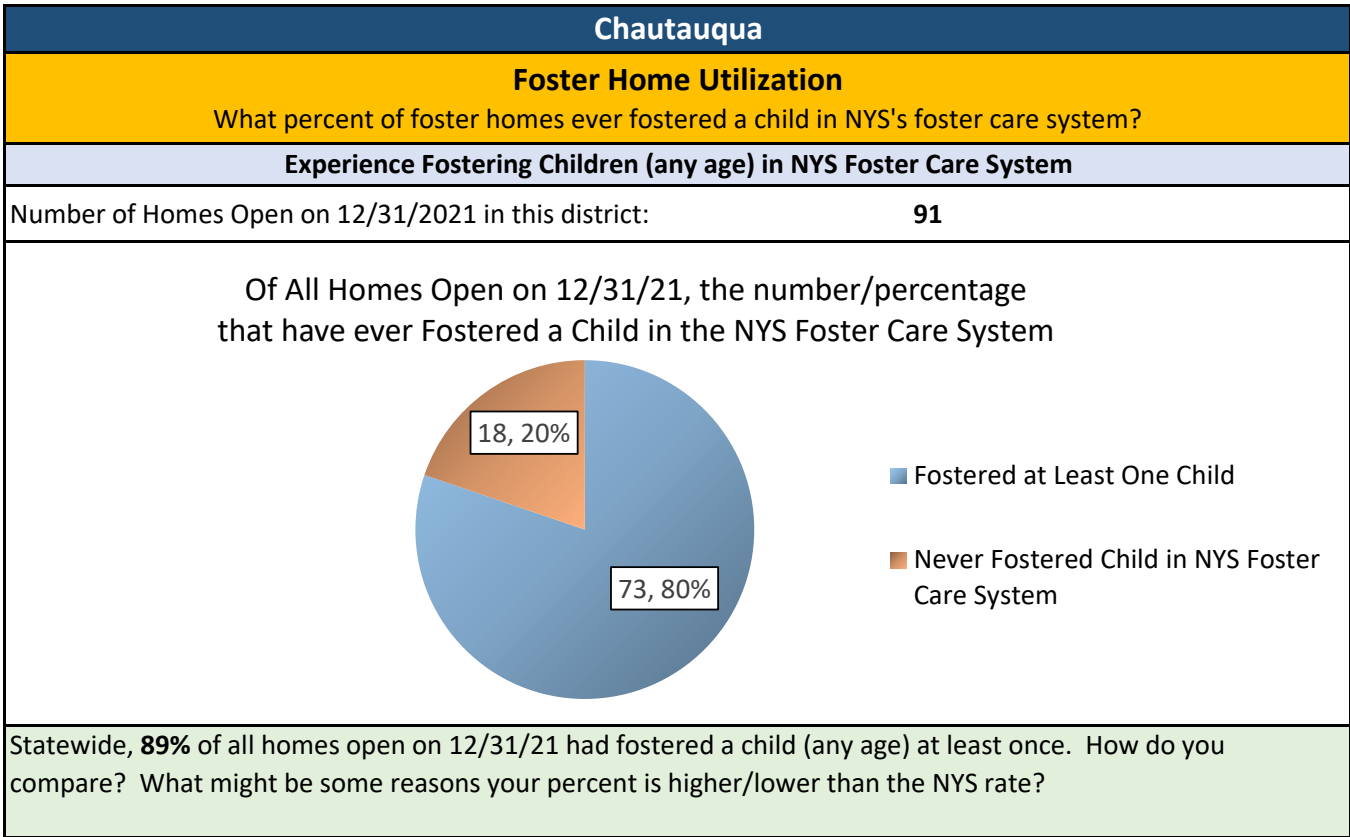 Chautauqua
Foster Home Utilization
What percent of foster homes ever fostered a child in NYS's foster care system?
Experience Fostering Children (any age) in NYS Foster Care System
Number of Homes Open on 12/31/2021 in this district: 91
Of All Homes Open on 12/31/21, the number/percentage
that have ever Fostered a Child in the NYS Foster Care System
18, 20%
73, 80%
Fostered at Least One Child
Never Fostered Child in NYS Foster
Care System
Statewide, 89% of all homes open on 12/31/21 had fostered a child (any age) at least once.  How do you
compare?  What might be some reasons your percent is higher/lower than the NYS rate?